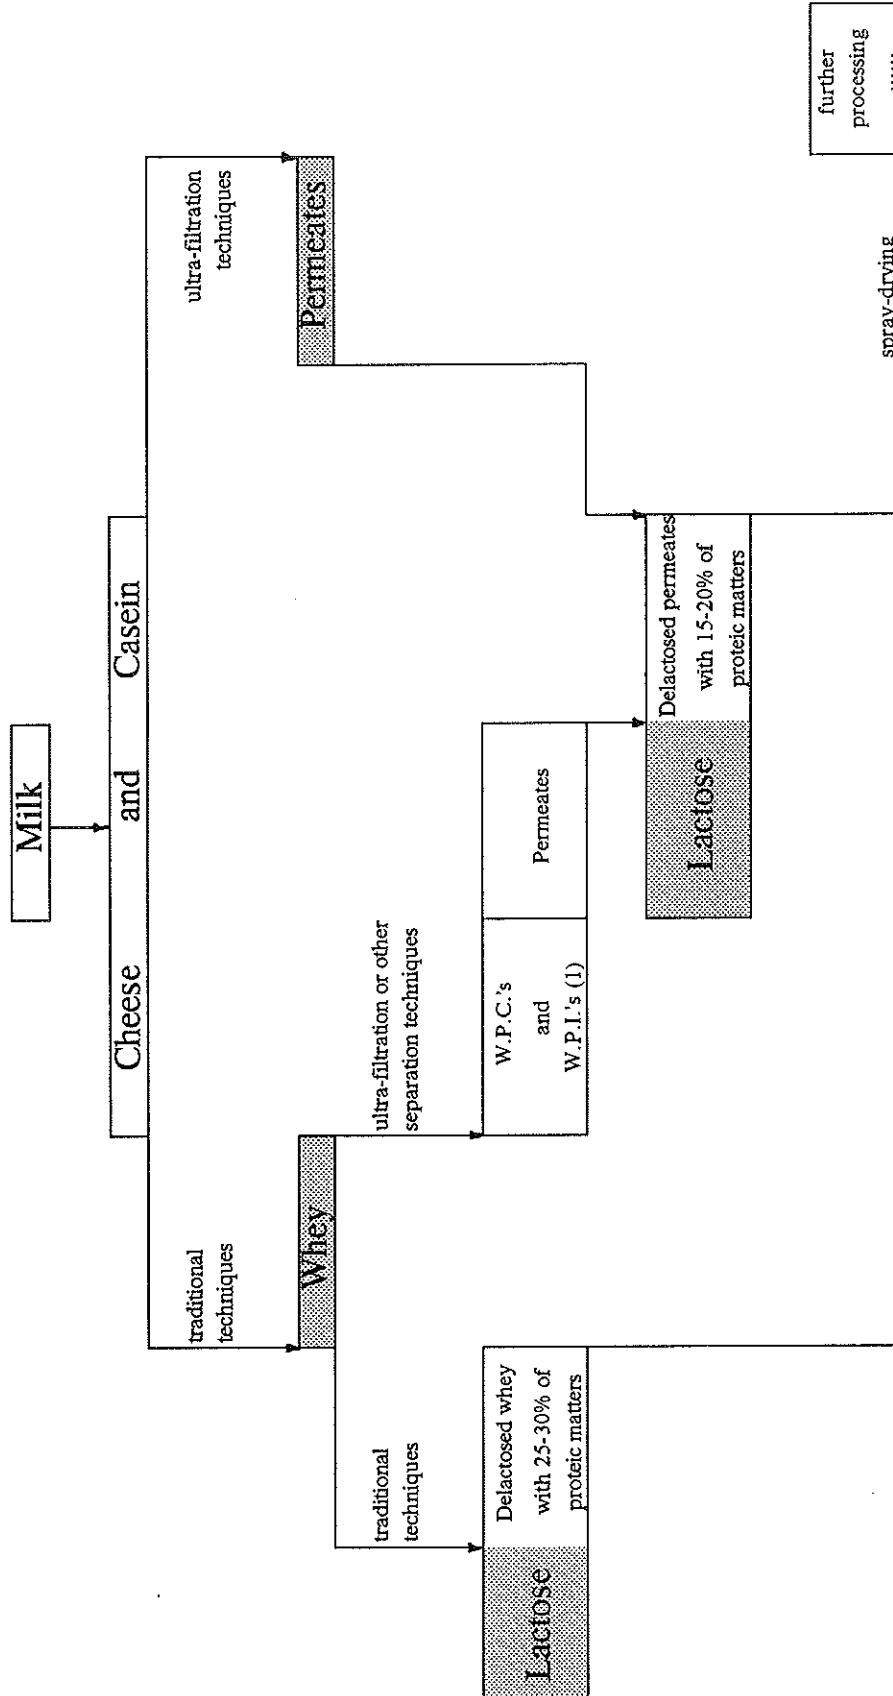 Milk
Cheese and Casein
traditional
techniques
ultra-filtration
techniques
Whey
Permeates
traditional
techniques
ultra-filtration or other
separation techniques
Lactose
Delactosed whey
with 25-30% of
proteic matters
W.P.C.'s
and
W.P.I.'s (1)
Permeates
Lactose
Delactosed permeates
with 15-20% of
proteic matters
spray-drying
further
processing